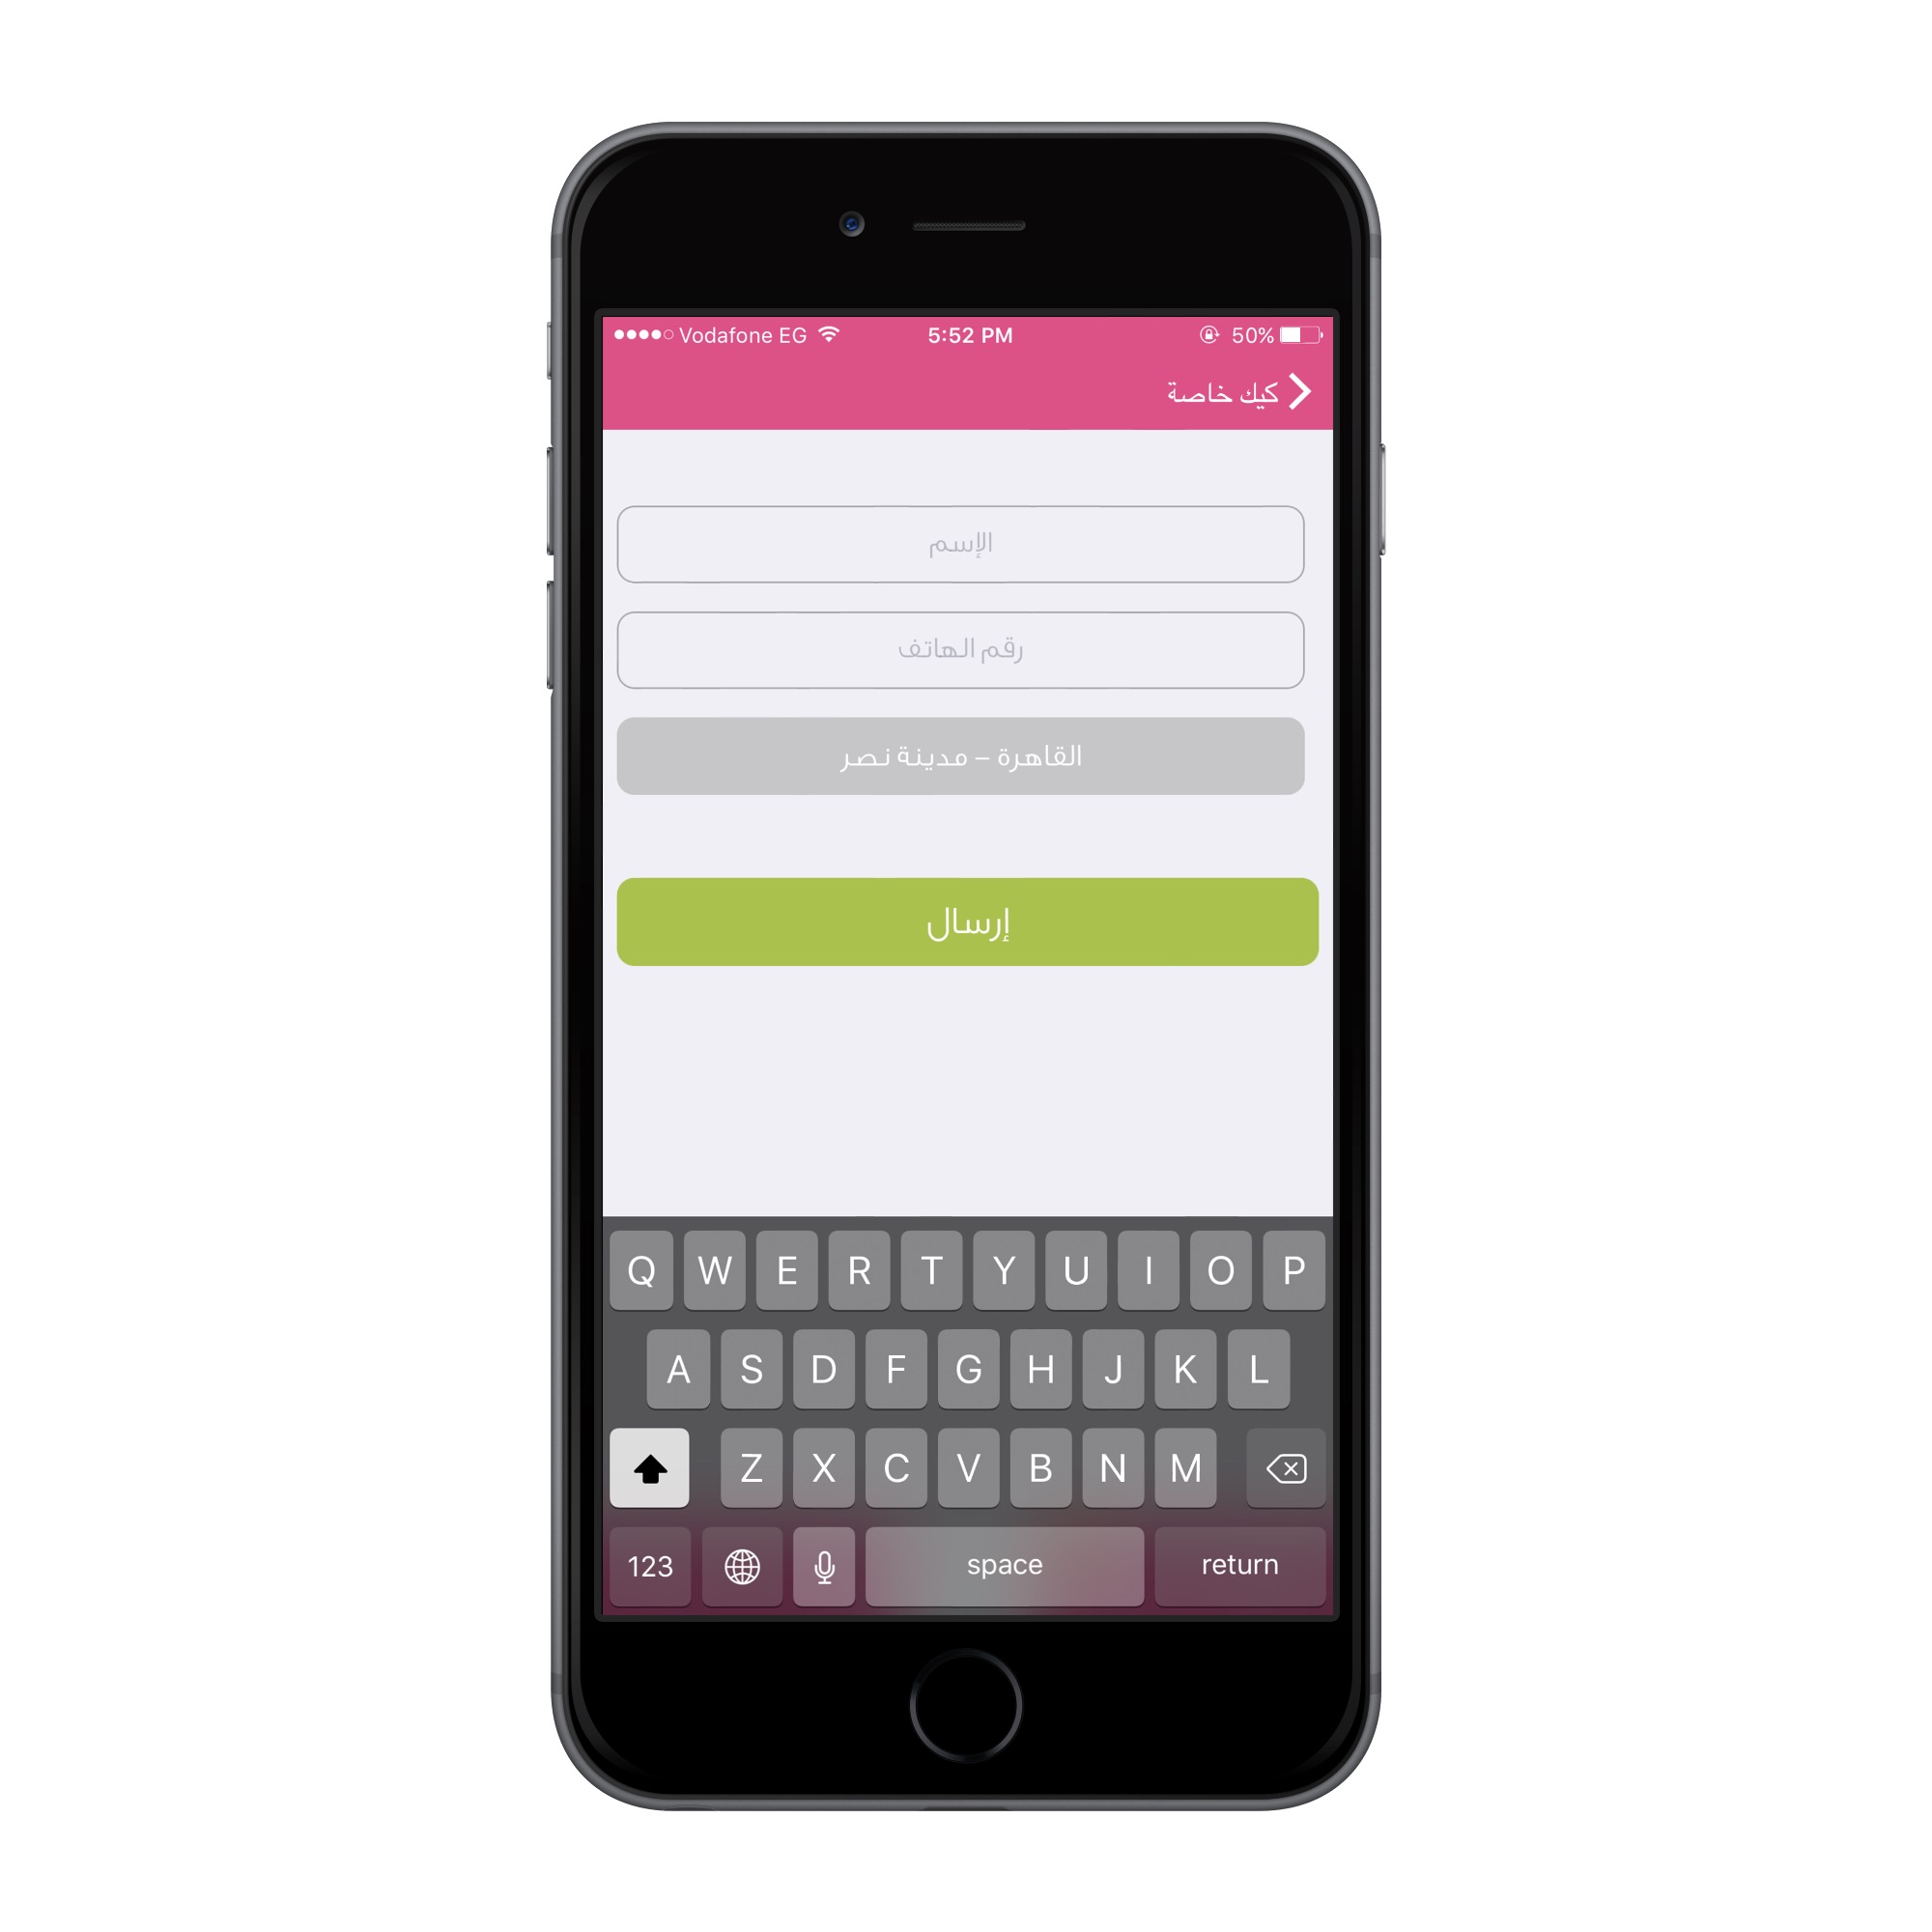 Vodafone EG 5:52 PM 50%
كيك خاصة
الإسم
رقم الهاتف
القاهرة – مدينة نصر
إرسال
Q W E R T Y U I O P
A S D F G H J K L
Z X C V B N M
123 space return